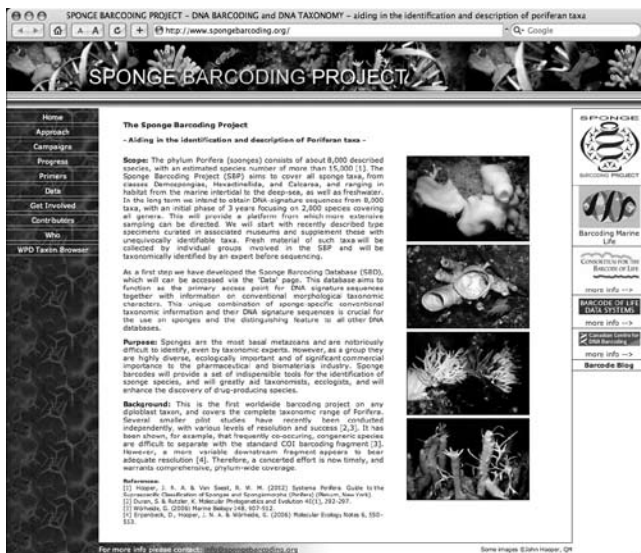 SPONGE BARCODING PROJECT – DNA BARCODING and DNA TAXONOMY – aiding in the identification and description of poriferan taxa
A A
http://www.spongebarcoding.org/
Google
SPONGE BARCODING PROJECT
Home
Approach
Campaigns
Progress
Primers
Data
Get Involved
Contributors
Who
WPD Taxon Browser
The Sponge Barcoding Project
- Aiding in the identification and description of Poriferan taxa -
Scope: The phylum Porifera (sponges) consists of about 8,000 described
species, with an estimated species number of more than 15,000 [1]. The
Sponge Barcoding Project (SBP) aims to cover all sponge taxa, from
classes Demospongiae, Hexactinellida, and Calcarea, and ranging in
habitat from the marine intertidal to the deep-sea, as well as freshwater.
In the long term we intend to obtain DNA-signature sequences from 8,000
taxa, with an initial phase of 3 years focusing on 2,000 species covering
all genera. This will provide a platform from which more extensive
sampling can be directed. We will start with recently described type
specimens curated in associated museums and supplement these with
unequivocally identifiable taxa. Fresh material of such taxa will be
collected by individual groups involved in the SBP and will be
taxonomically identified by an expert before sequencing.
As a first step we have developed the Sponge Barcoding Database (SBD),
which will can be accessed via the 'Data' page. This database aims to
function as the primary access point for DNA signature sequences
together with information on conventional morphological taxonomic
characters. This unique combination of sponge-specific conventional
taxonomic information and their DNA signature sequences is crucial for
the use on sponges and the distinguishing feature to all other DNA
databases.
Purpose: Sponges are the most basal metazoans and are notoriously
difficult to identify, even by taxonomic experts. However, as a group they
are highly diverse, ecologically important and of significant commercial
importance to the pharmaceutical and biomaterials industry. Sponge
barcodes will provide a set of indispensible tools for the identification of
sponge species, and will greatly aid taxonomists, ecologists, and will
enhance the discovery of drug-producing species.
Background: This is the first worldwide barcoding project on any
diploblast taxon, and covers the complete taxonomic range of Porifera.
Several smaller pilot studies have recently been conducted
independently, with various levels of resolution and success [2,3]. It has
been shown, for example, that frequently co-occuring, congeneric species
are difficult to separate with the standard COI barcoding fragment [3].
However, a more variable downstream fragment appears to bear
adequate resolution [4]. Therefore, a concerted effort is now timely, and
warrants comprehensive, phylum-wide coverage.
References:
[1] Hooper, J. N. A. & Van Soest, R. W. M. (2002) Systema Porifera. Guide to the
Supraspecific Classification of Sponges and Spongiomorphs (Porifera) (Plenum, New York).
[2] Duran, S. & Rutzler, K. Molecular Phylogenetics and Evolution 40(1), 292-297.
[3] Wörheide, G. (2006) Marine Biology 148, 907-912.
[4] Erpenbeck, D., Hooper, J. N. A. & Wörheide, G. (2006) Molecular Ecology Notes 6, 550-
553.
SPONGE
BARCODING PROJECT
Barcoding Marine
Life
CONSORTIUM FOR THE
BARCODE OF LIFE
more info -->
BARCODE OF LIFE
DATA SYSTEMS
more info -->
Canadian Centre for
DNA Barcoding
more info -->
Barcode Blog
For more info please contact: info@spongebarcoding.org
Some images ©John Hooper, QM